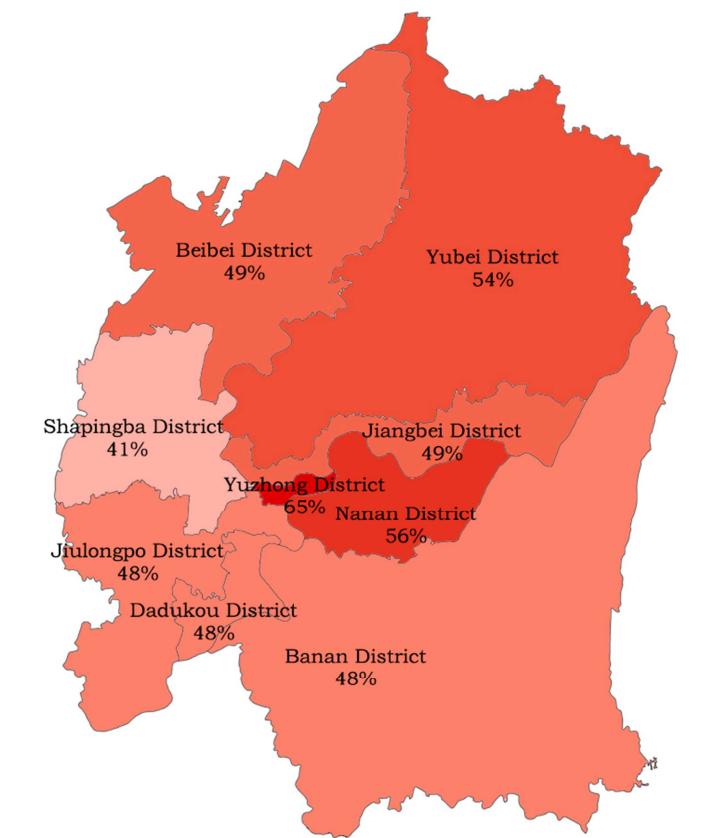 Beibei District
49%
Yubei District
54%
Shapingba District
41%
Jiangbei District
49%
Yuzhong District
65%
Nanan District
56%
Jiulongpo District
48%
Dadukou District
48%
Banan District
48%